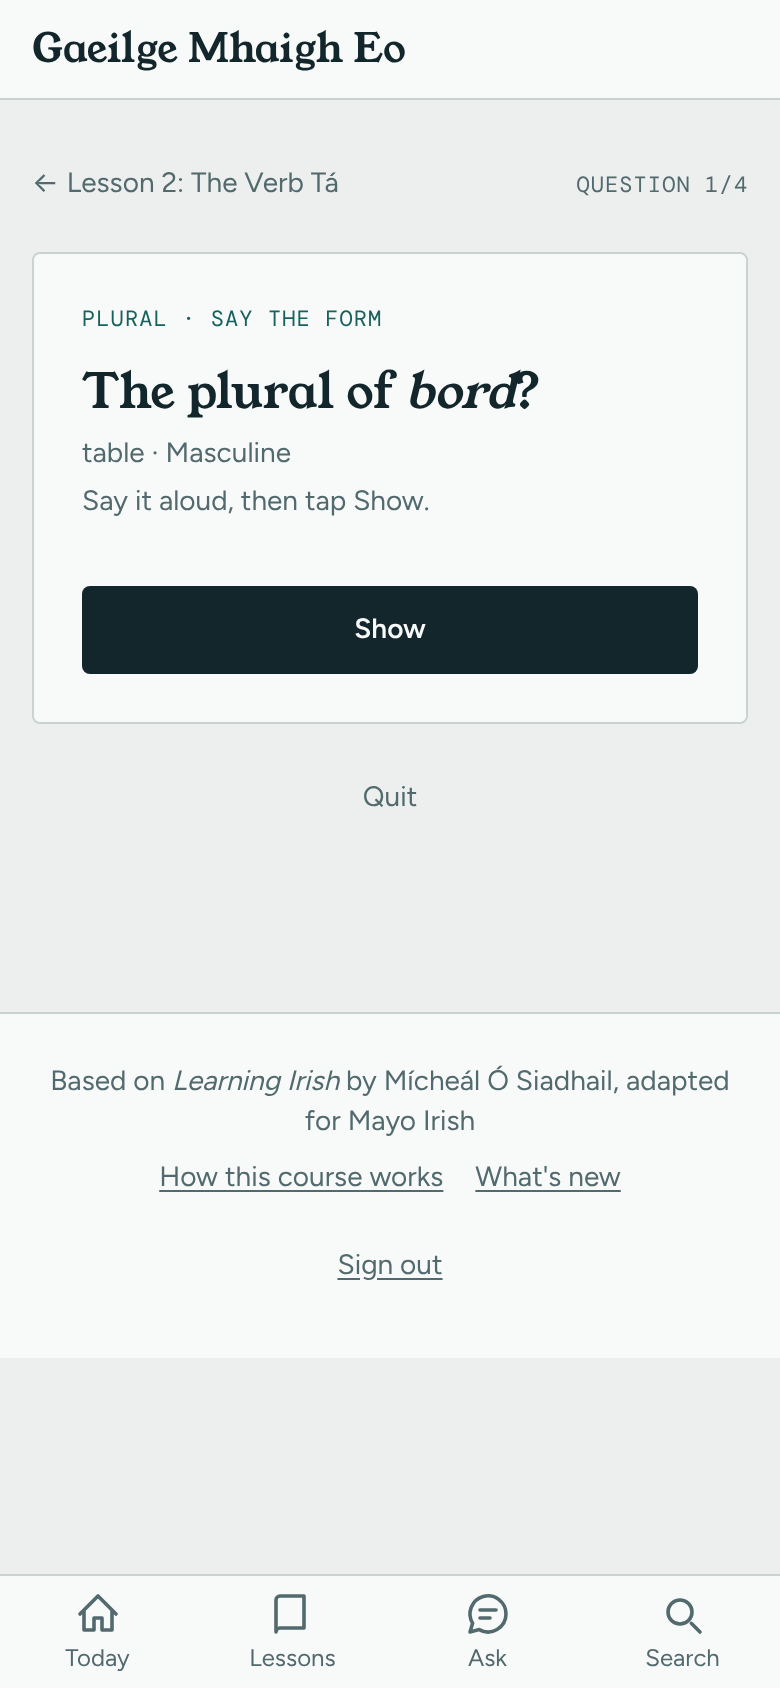 Gaeilge Mhaigh Eo
← Lesson 2: The Verb Tá
QUESTION 1/4
PLURAL · SAY THE FORM
The plural of bord?
table · Masculine
Say it aloud, then tap Show.
Show
Quit
Based on Learning Irish by Mícheál Ó Siadhail, adapted
for Mayo Irish
How this course works What's new
Sign out
Today Lessons Ask Search